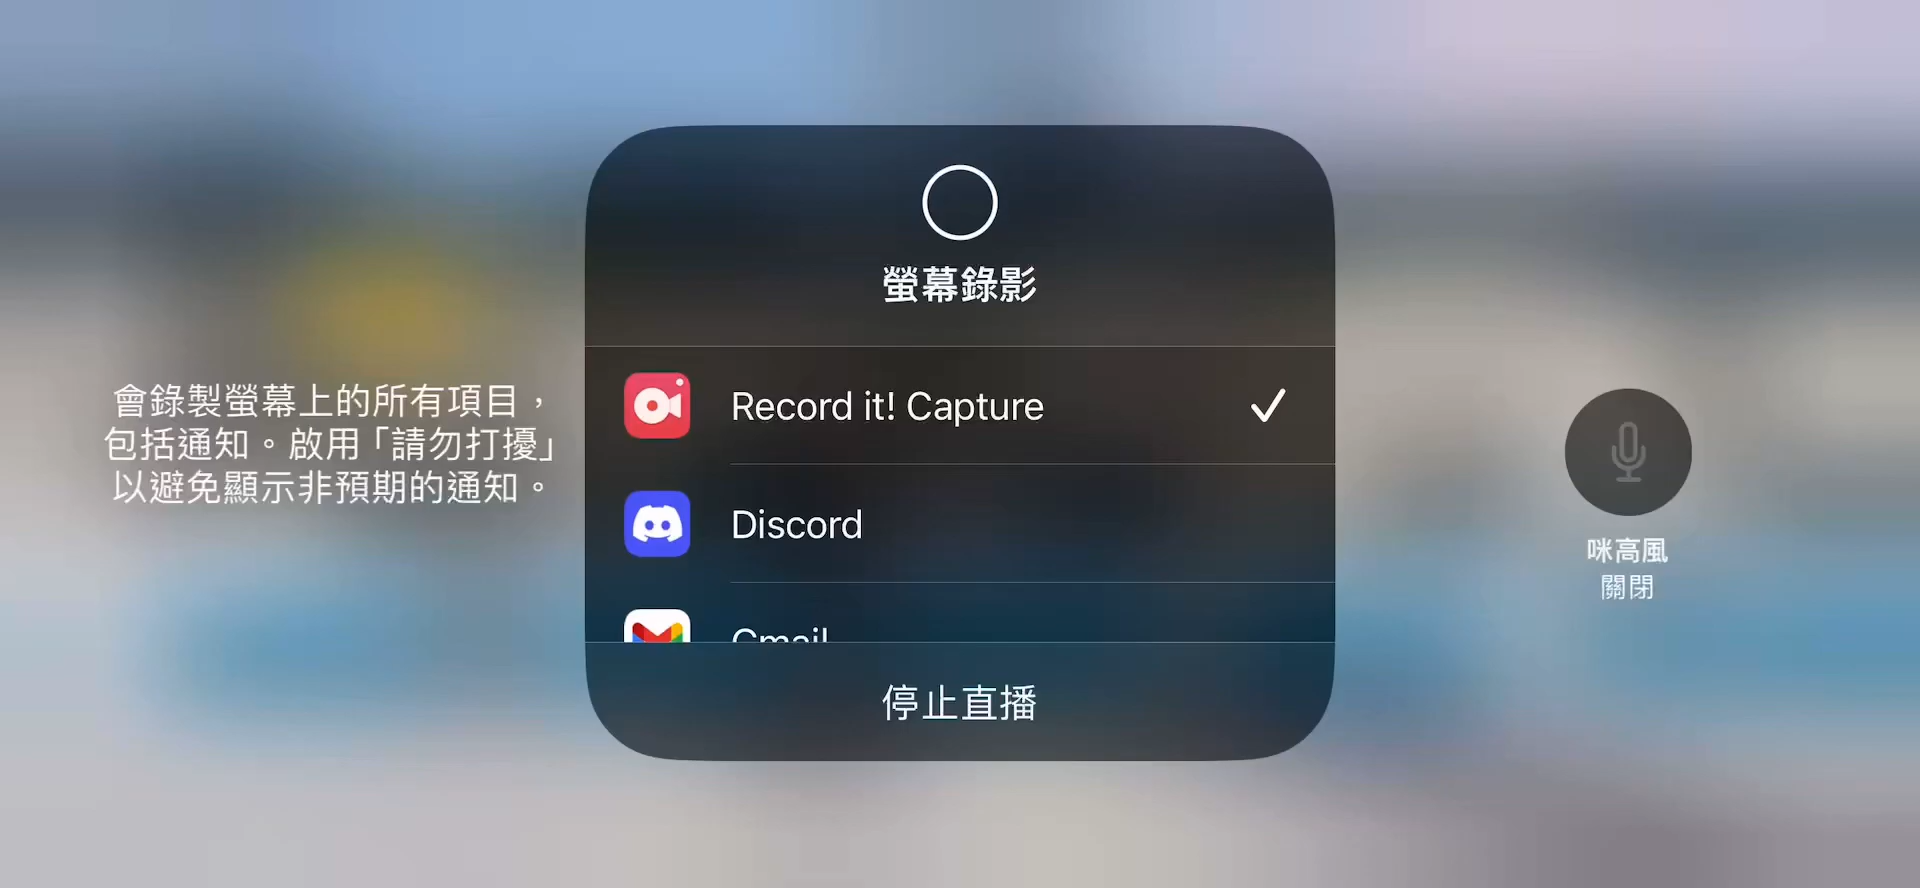 螢幕錄影
會錄製螢幕上的所有項目，
包括通知。啟用「請勿打擾」
以避免顯示非預期的通知。
Record it! Capture
Discord
Gmail
停止直播
咪高風
關閉